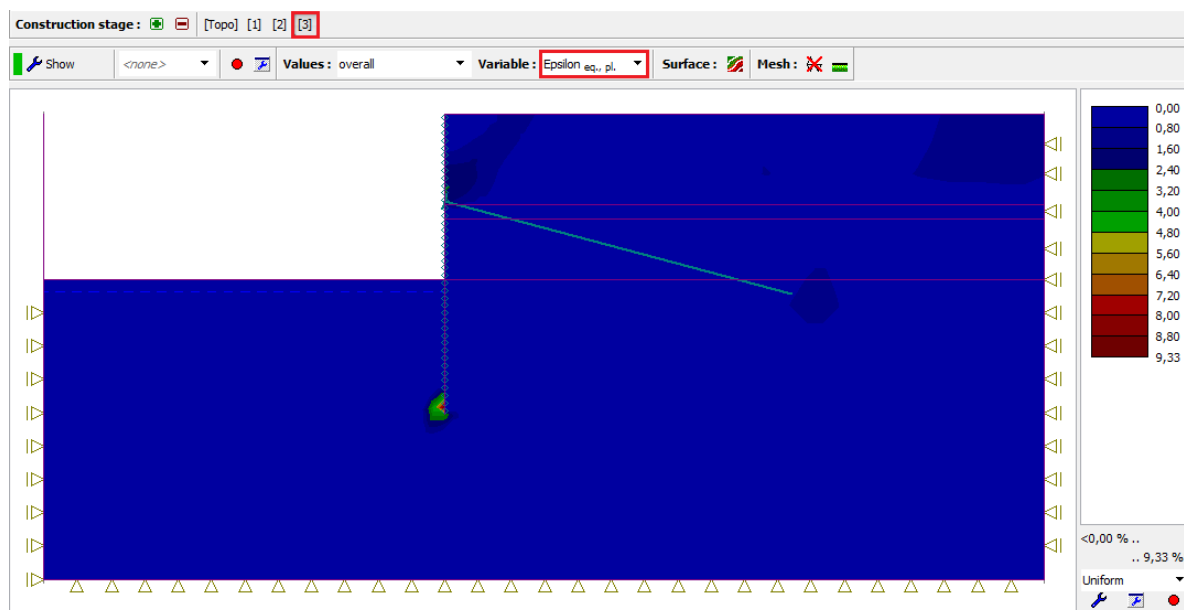 Construction stage : [Topo] [1] [2] [3]
Show <none> Values : overall Variable : Epsilon eq., pl. Surface : Mesh :
0,00
0,80
1,60
2,40
3,20
4,00
4,80
5,60
6,40
7,20
8,00
8,80
9,33
<0,00 % ..
.. 9,33 %
Uniform